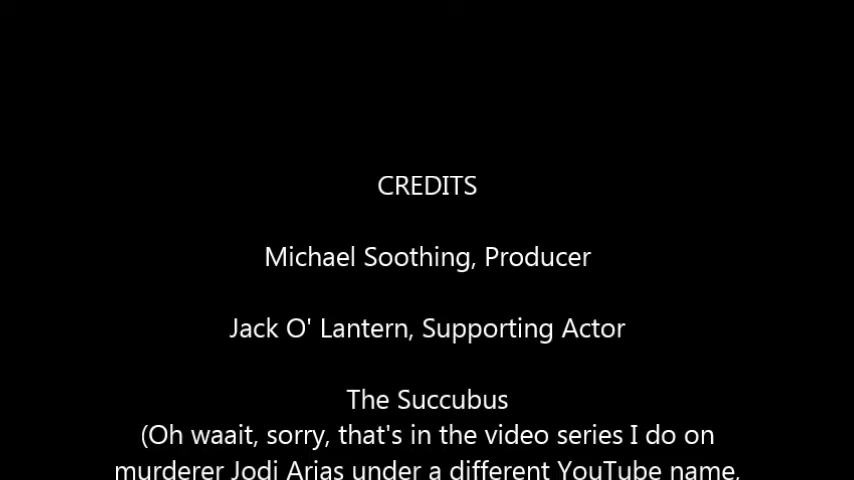 CREDITS
Michael Soothing, Producer
Jack O' Lantern, Supporting Actor
The Succubus
(Oh waait, sorry, that's in the video series I do on
murderer Jodi Arias under a different YouTube name,